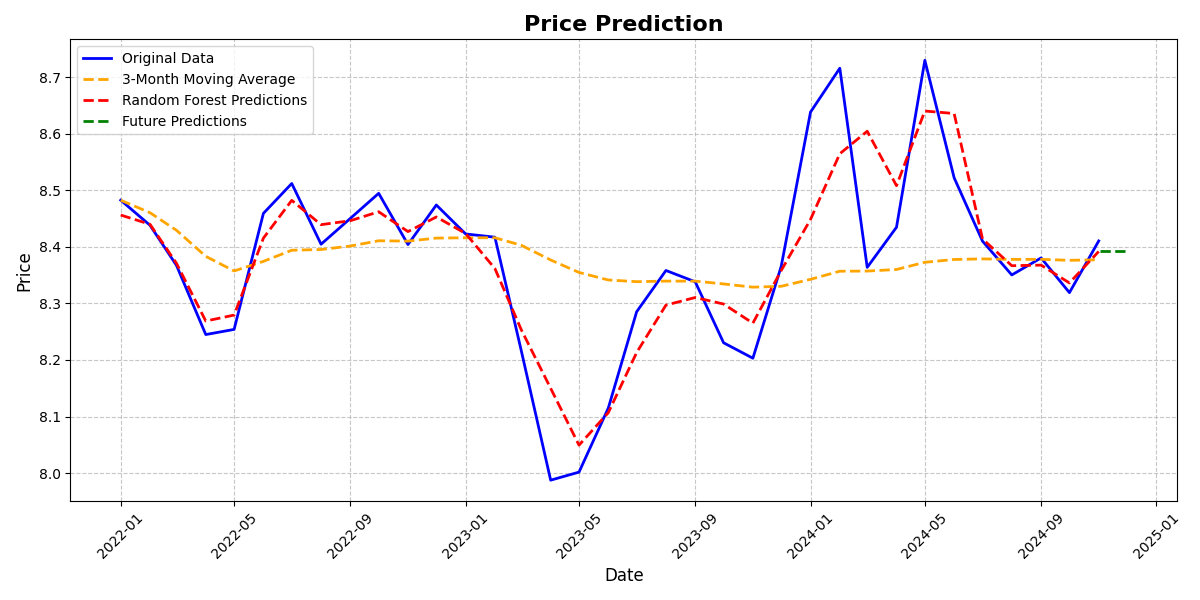 Price Prediction
Original Data
3-Month Moving Average
Random Forest Predictions
Future Predictions
Price
8.7
8.6
8.5
8.4
8.3
8.2
8.1
8.0
2022-01
2022-05
2022-09
2023-01
2023-05
2023-09
2024-01
2024-05
2024-09
2025-01
Date